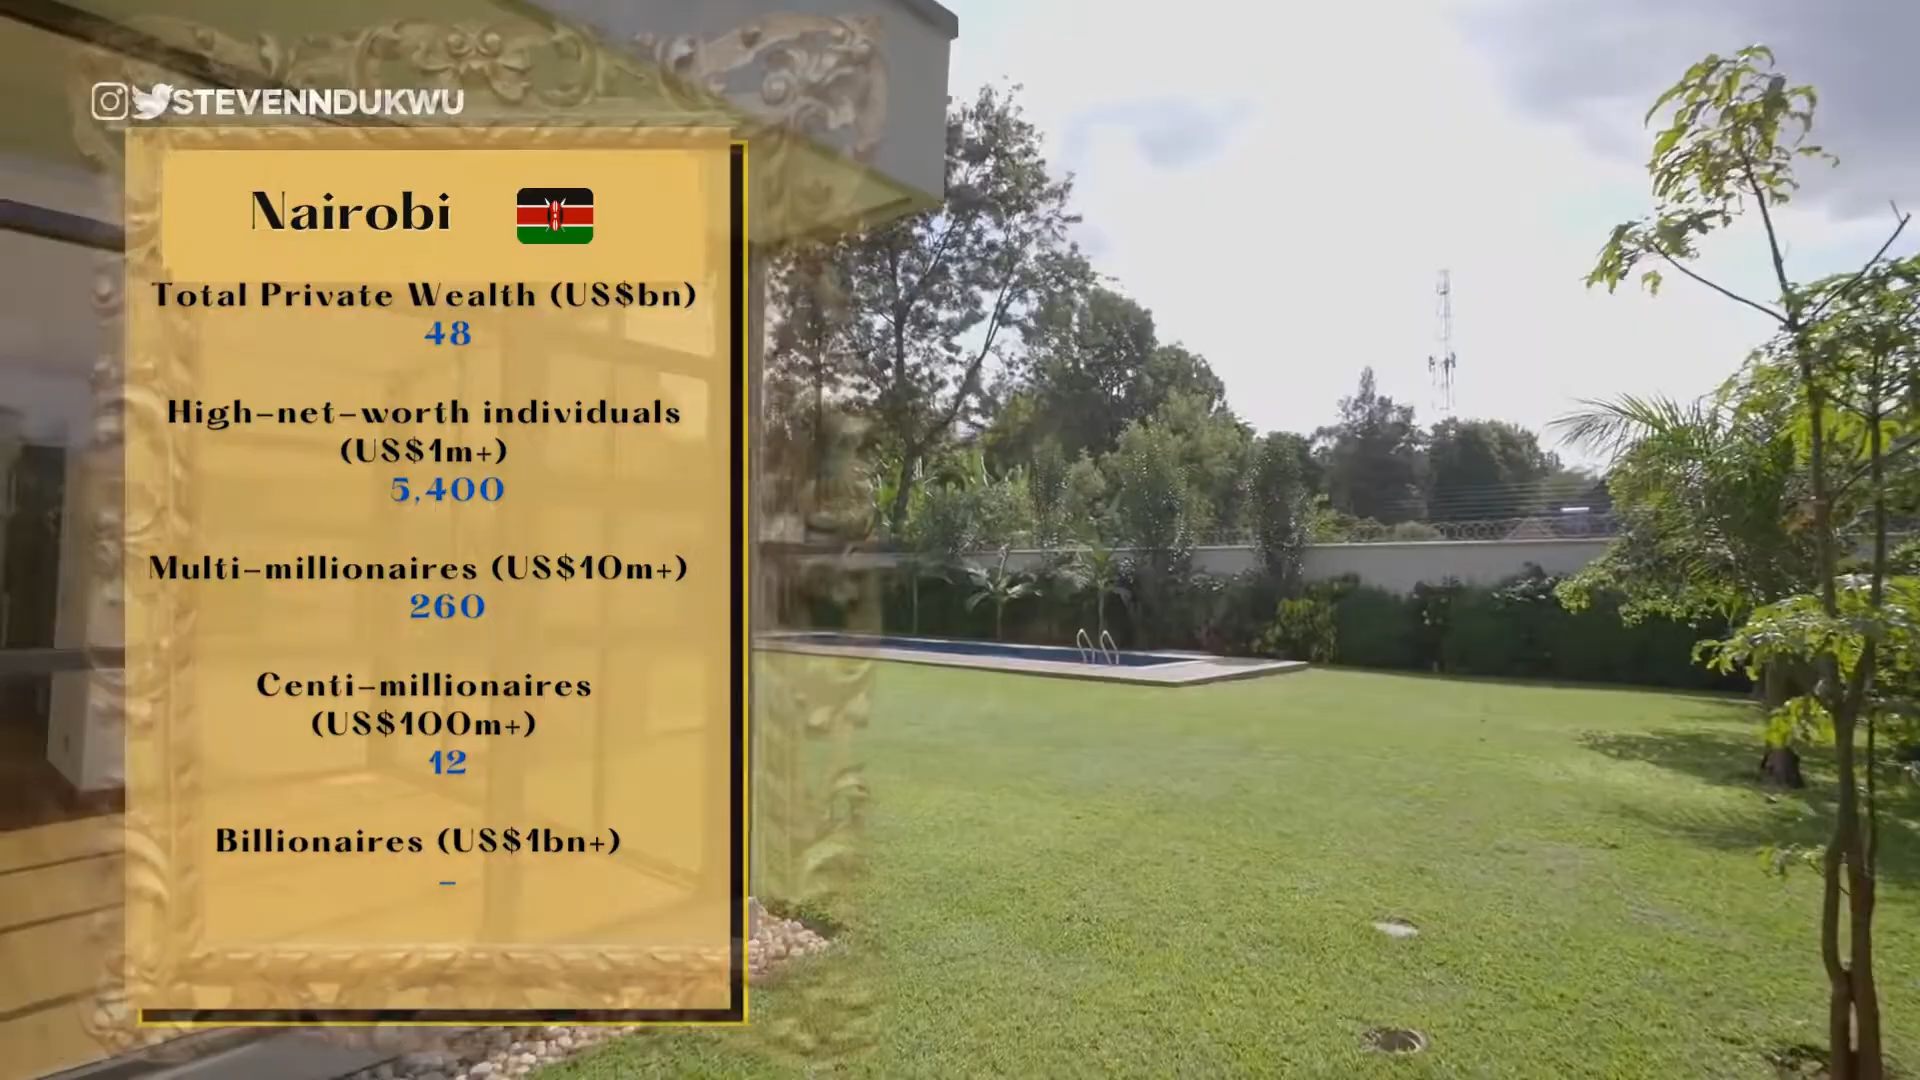 STEVENNDUKWU
Nairobi
Total Private Wealth (US$bn)
48
High-net-worth individuals
(US$1m+)
5,400
Multi-millionaires (US$10m+)
260
Centi-millionaires
(US$100m+)
12
Billionaires (US$1bn+)
-